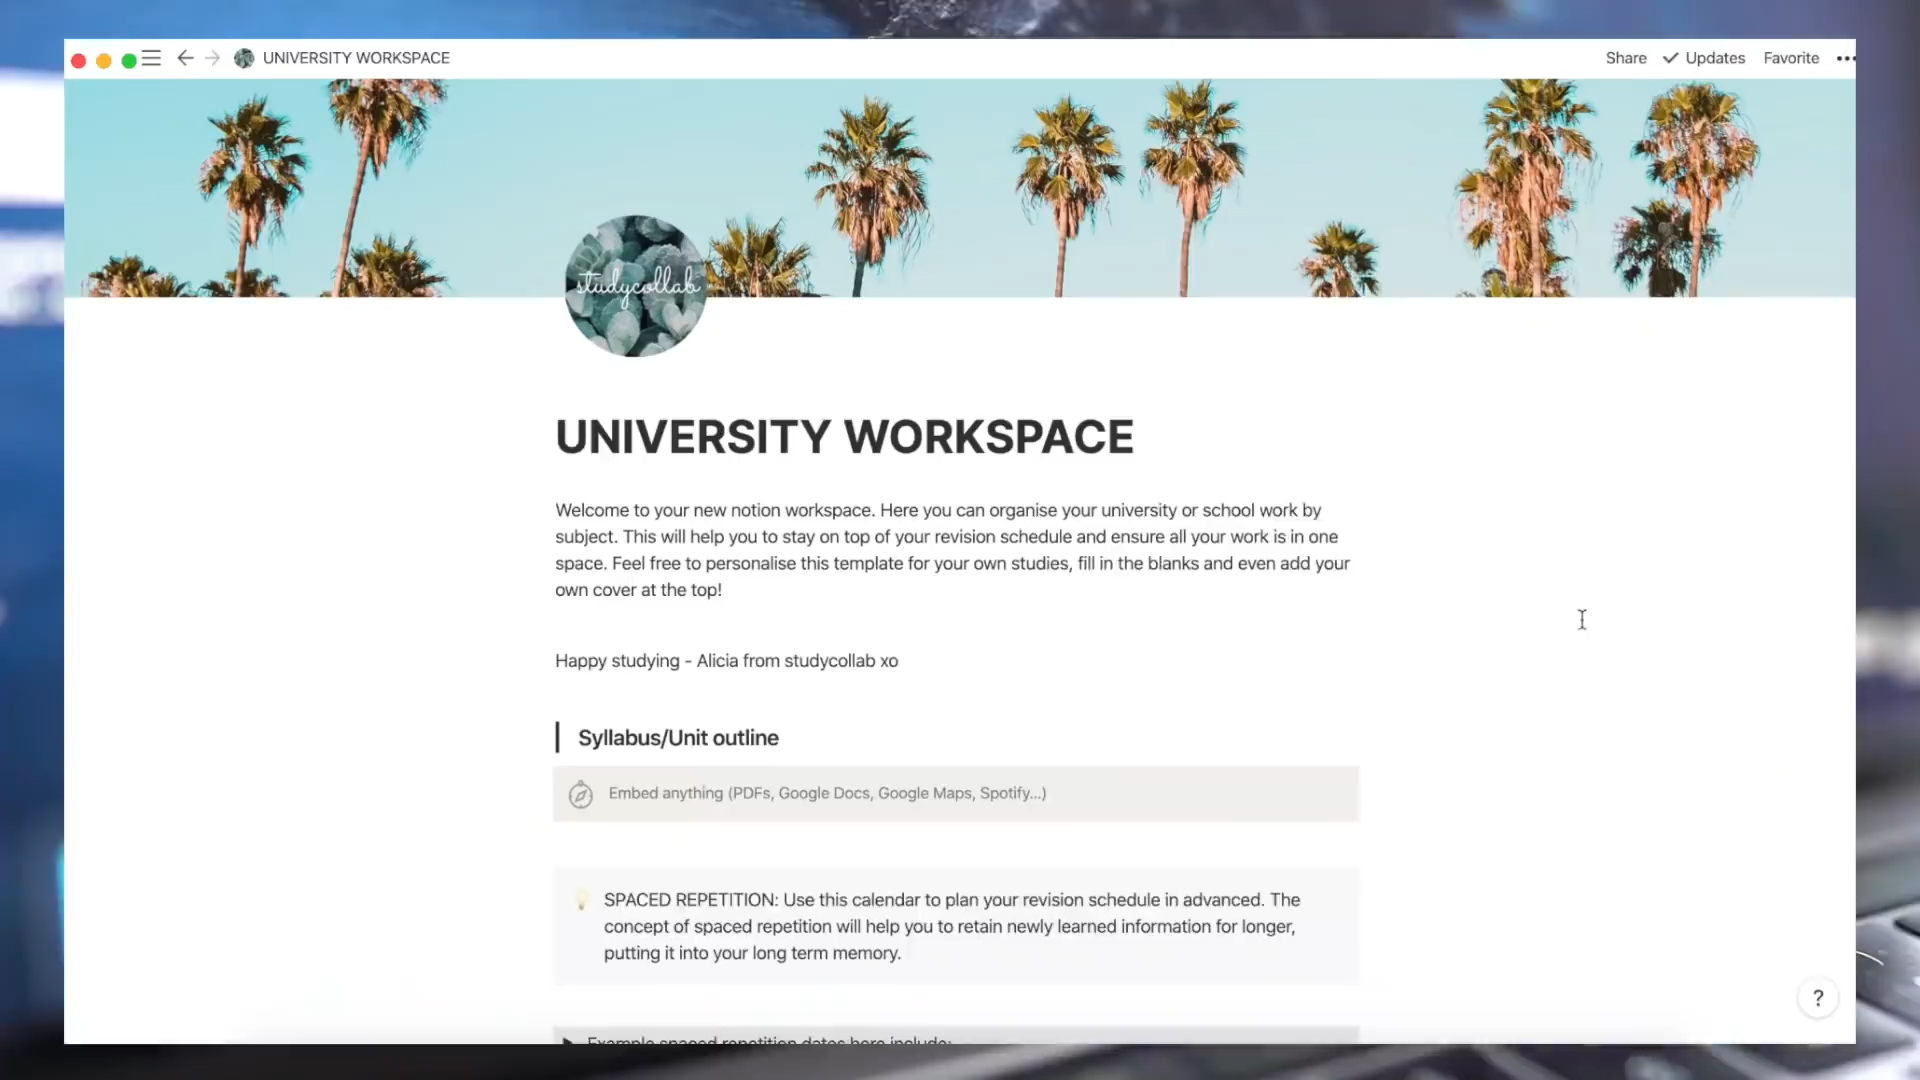 UNIVERSITY WORKSPACE
Share
Updates
Favorite
studycollab
UNIVERSITY WORKSPACE
Welcome to your new notion workspace. Here you can organise your university or school work by
subject. This will help you to stay on top of your revision schedule and ensure all your work is in one
space. Feel free to personalise this template for your own studies, fill in the blanks and even add your
own cover at the top!
Happy studying - Alicia from studycollab xo
Syllabus/Unit outline
Embed anything (PDFs, Google Docs, Google Maps, Spotify...)
SPACED REPETITION: Use this calendar to plan your revision schedule in advanced. The
concept of spaced repetition will help you to retain newly learned information for longer,
putting it into your long term memory.
?
Example spaced repetition dates here include: